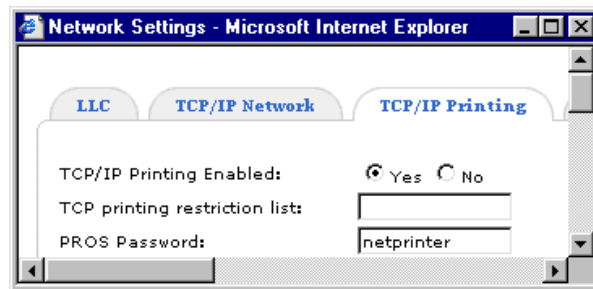 Network Settings - Microsoft Internet Explorer
LLC TCP/IP Network TCP/IP Printing
TCP/IP Printing Enabled: Yes No
TCP printing restriction list:
PROS Password: netprinter